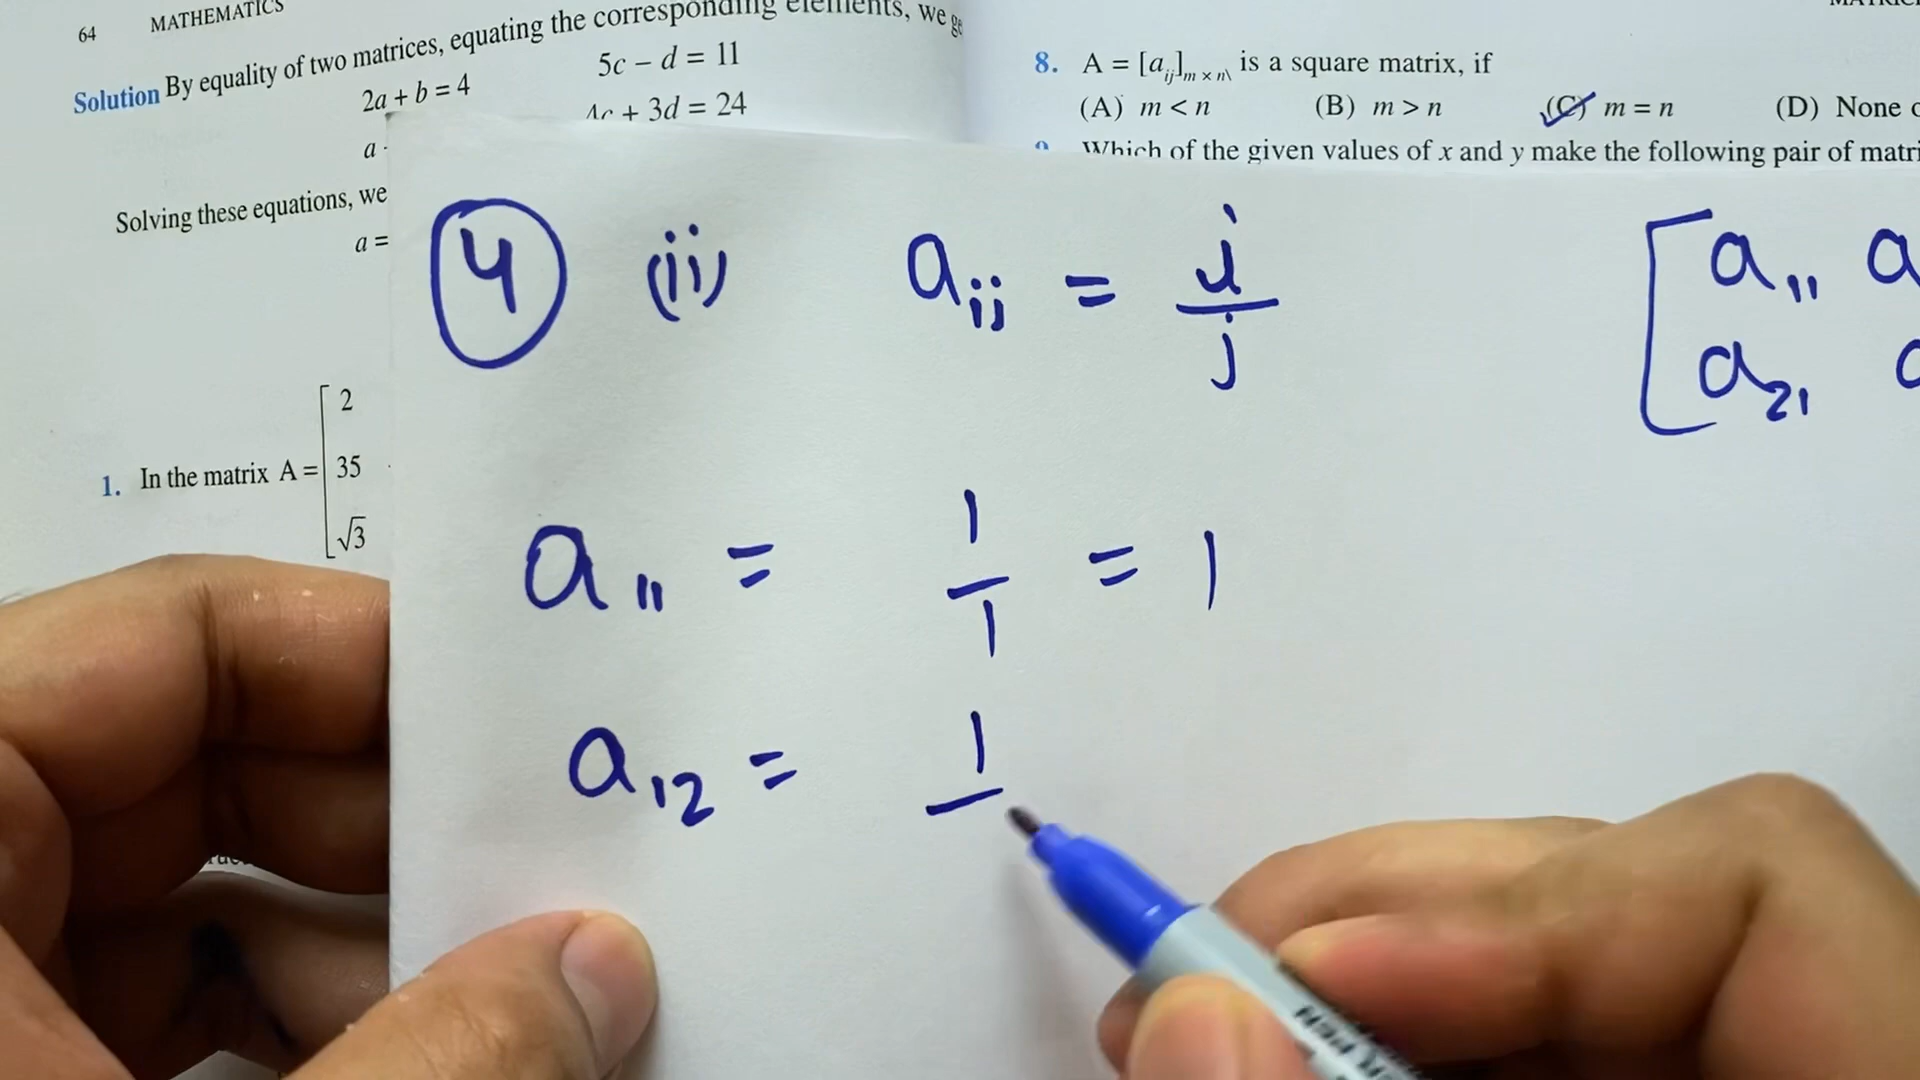 64 MATHEMATICS
Solution By equality of two matrices, equating the corresponding elements, we ge
2a + b = 4
5c – d = 11
4c + 3d = 24
a
Solving these equations, we
a =
1. In the matrix A = [2
35
√3
8. A = [aij]m × n\ is a square matrix, if
(A) m < n (B) m > n (C) m = n (D) None
Which of the given values of x and y make the following pair of matri
4 (ii) aij = i/j
[a11 a
a21
a11 = 1/1 = 1
a12 = 1/